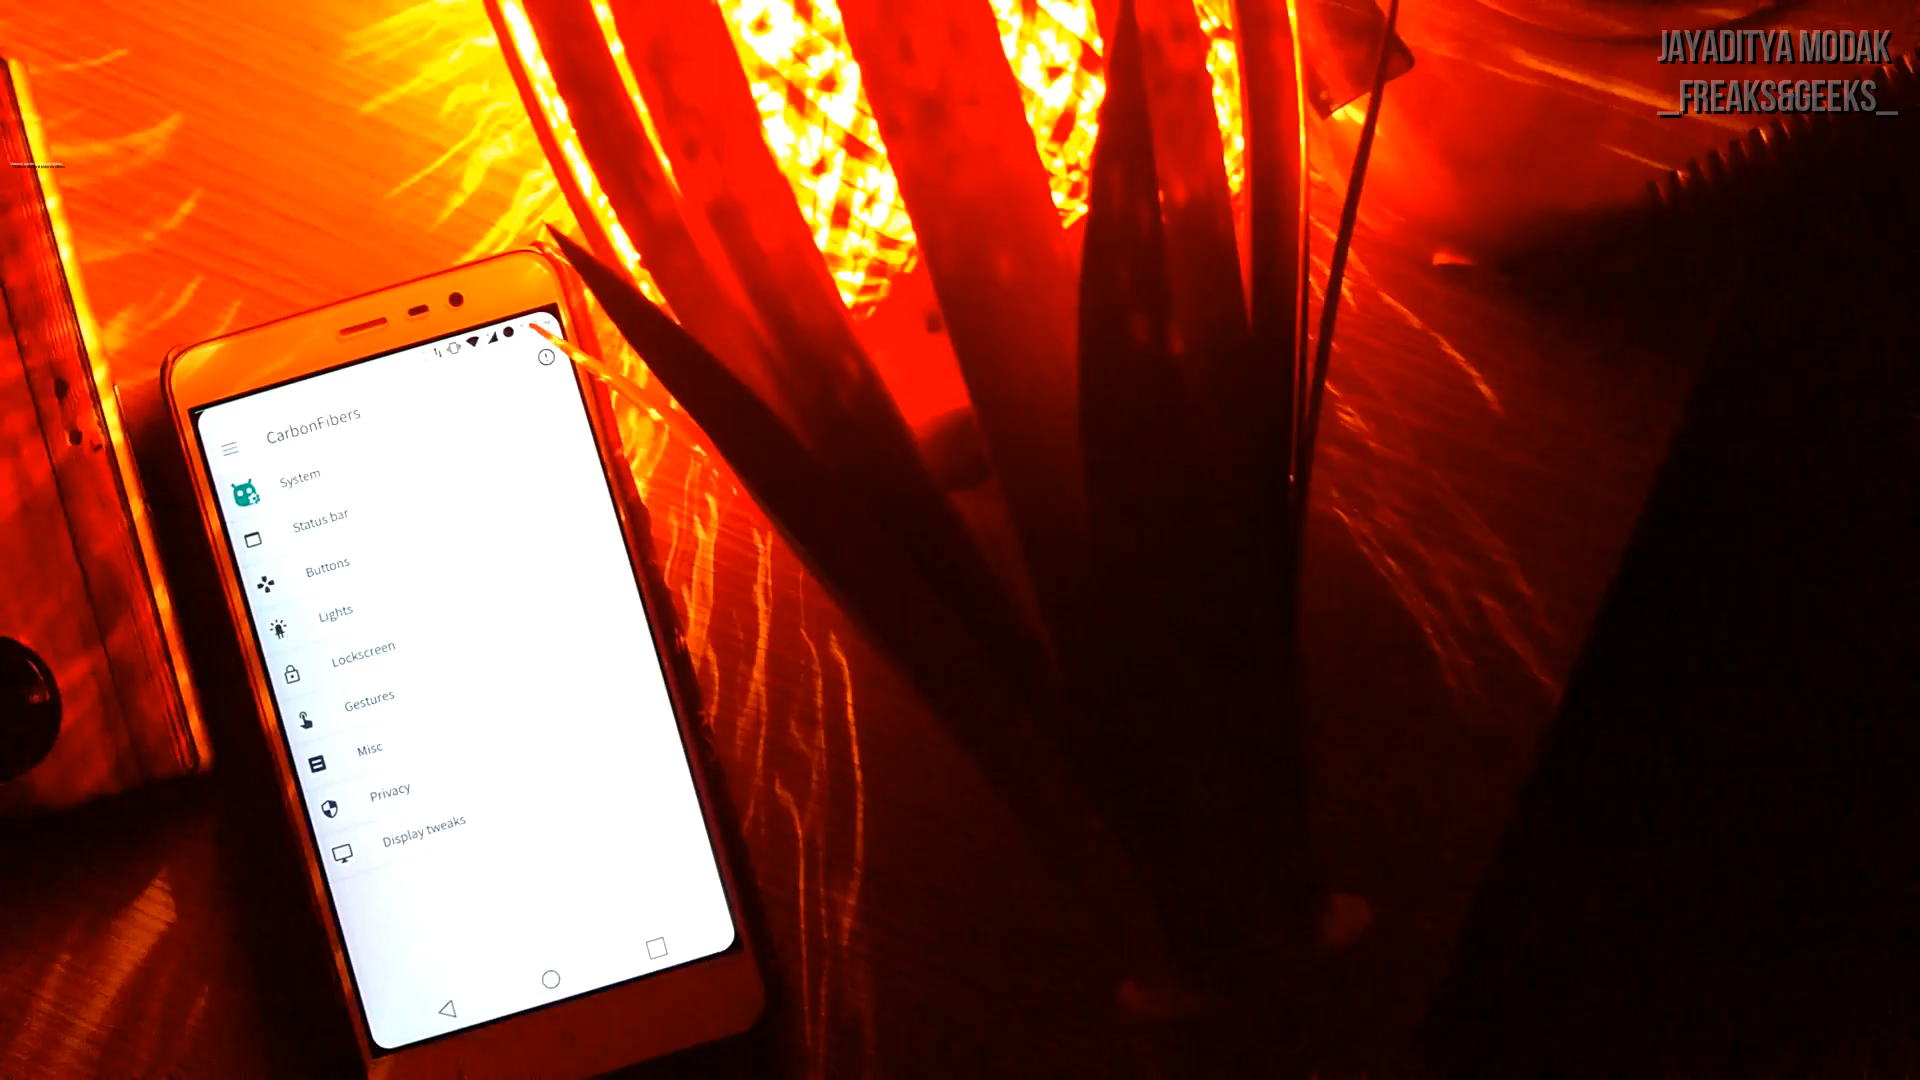 JAYADITYA MODAK
_FREAKS&GEEKS_
CarbonFibers
System
Status bar
Buttons
Lights
Lockscreen
Gestures
Misc
Privacy
Display tweaks